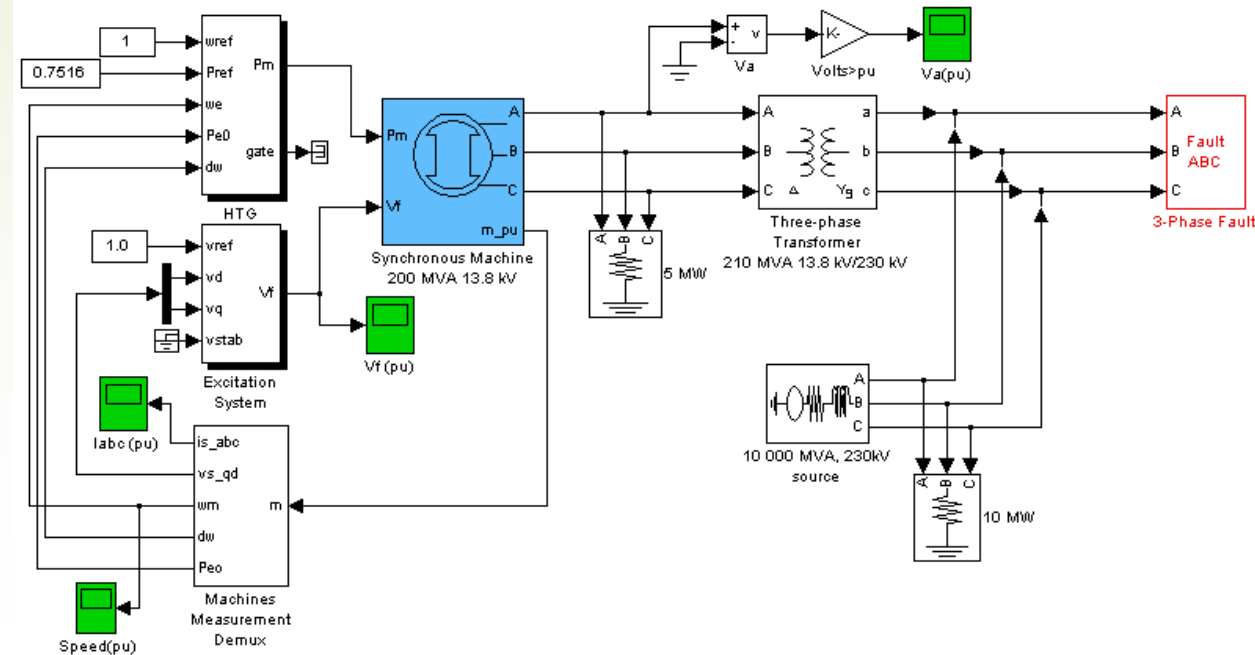 1
wref
0.7516
Pref
we
Pe0
dw
Pm
gate
HTG
1.0
vref
vd
vq
vstab
Vf
Excitation
System
Vf (pu)
Pm
Vf
A
B
C
m_pu
Synchronous Machine
200 MVA 13.8 kV
+
-
v
Va
K-
Volts>pu
Va(pu)
A
B
C
Δ
Yg
a
b
c
Three-phase
Transformer
210 MVA 13.8 kV/230 kV
A
B
C
Fault
ABC
3-Phase Fault
A B C
5 MW
A
B
C
10 000 MVA, 230kV
source
A B C
10 MW
Iabc (pu)
is_abc
vs_qd
wm
dw
Peo
m
Machines
Measurement
Demux
Speed(pu)